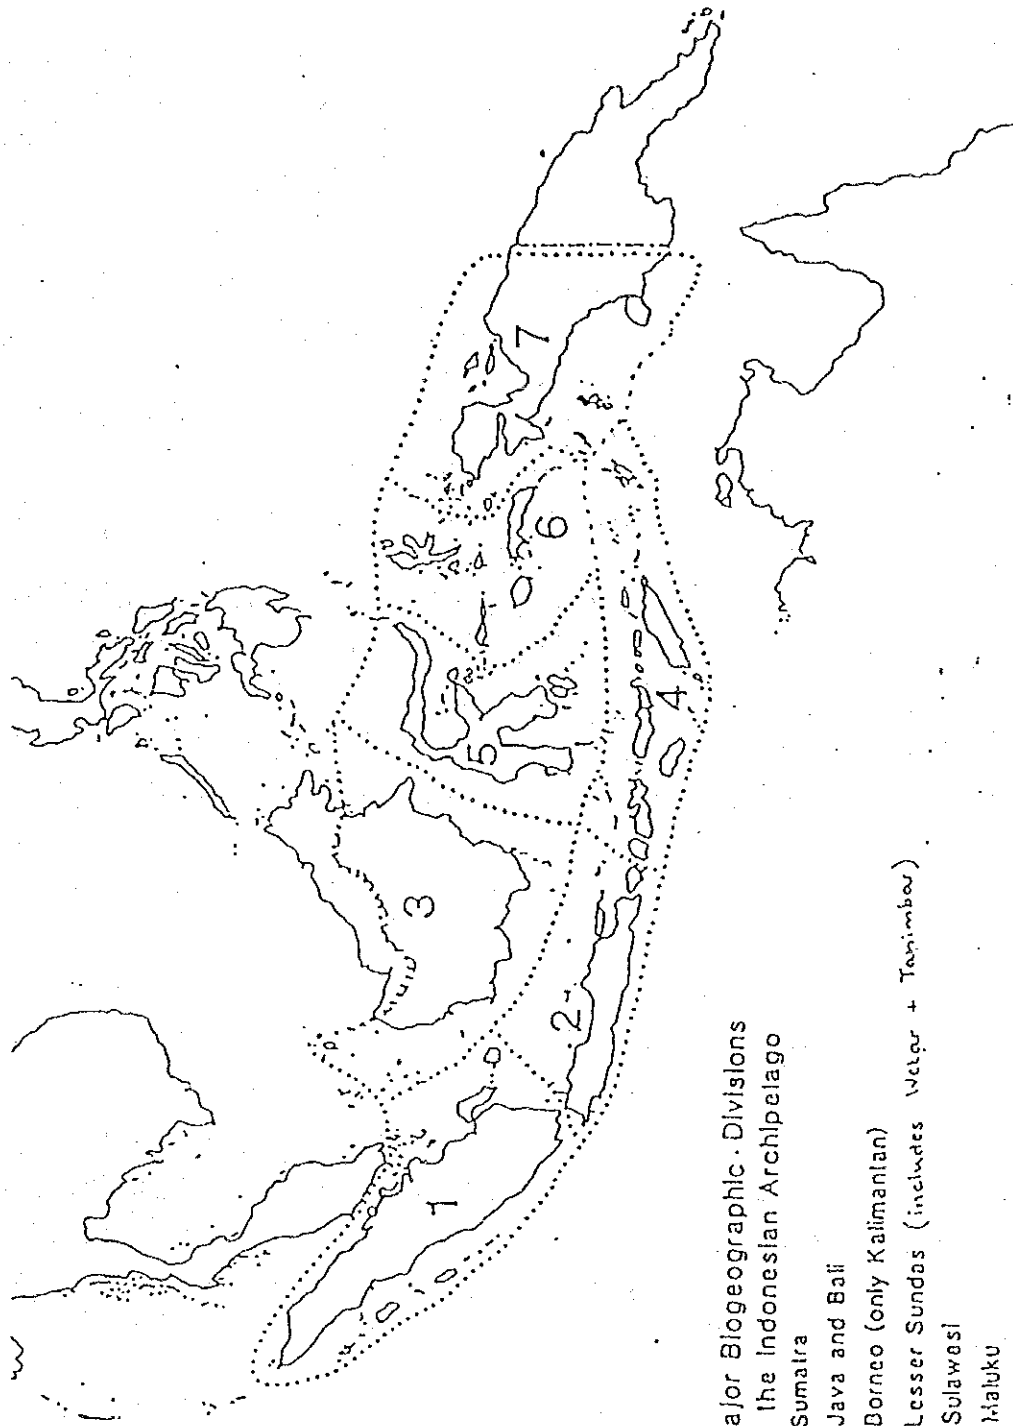 ajor Biogeographic Divisions
the Indonesian Archipelago
Sumatra
Java and Bali
Borneo (only Kalimantan)
Lesser Sundas (includes Wetar + Tanimbar)
Sulawesi
Maluku
1
2
3
4
5
6
7